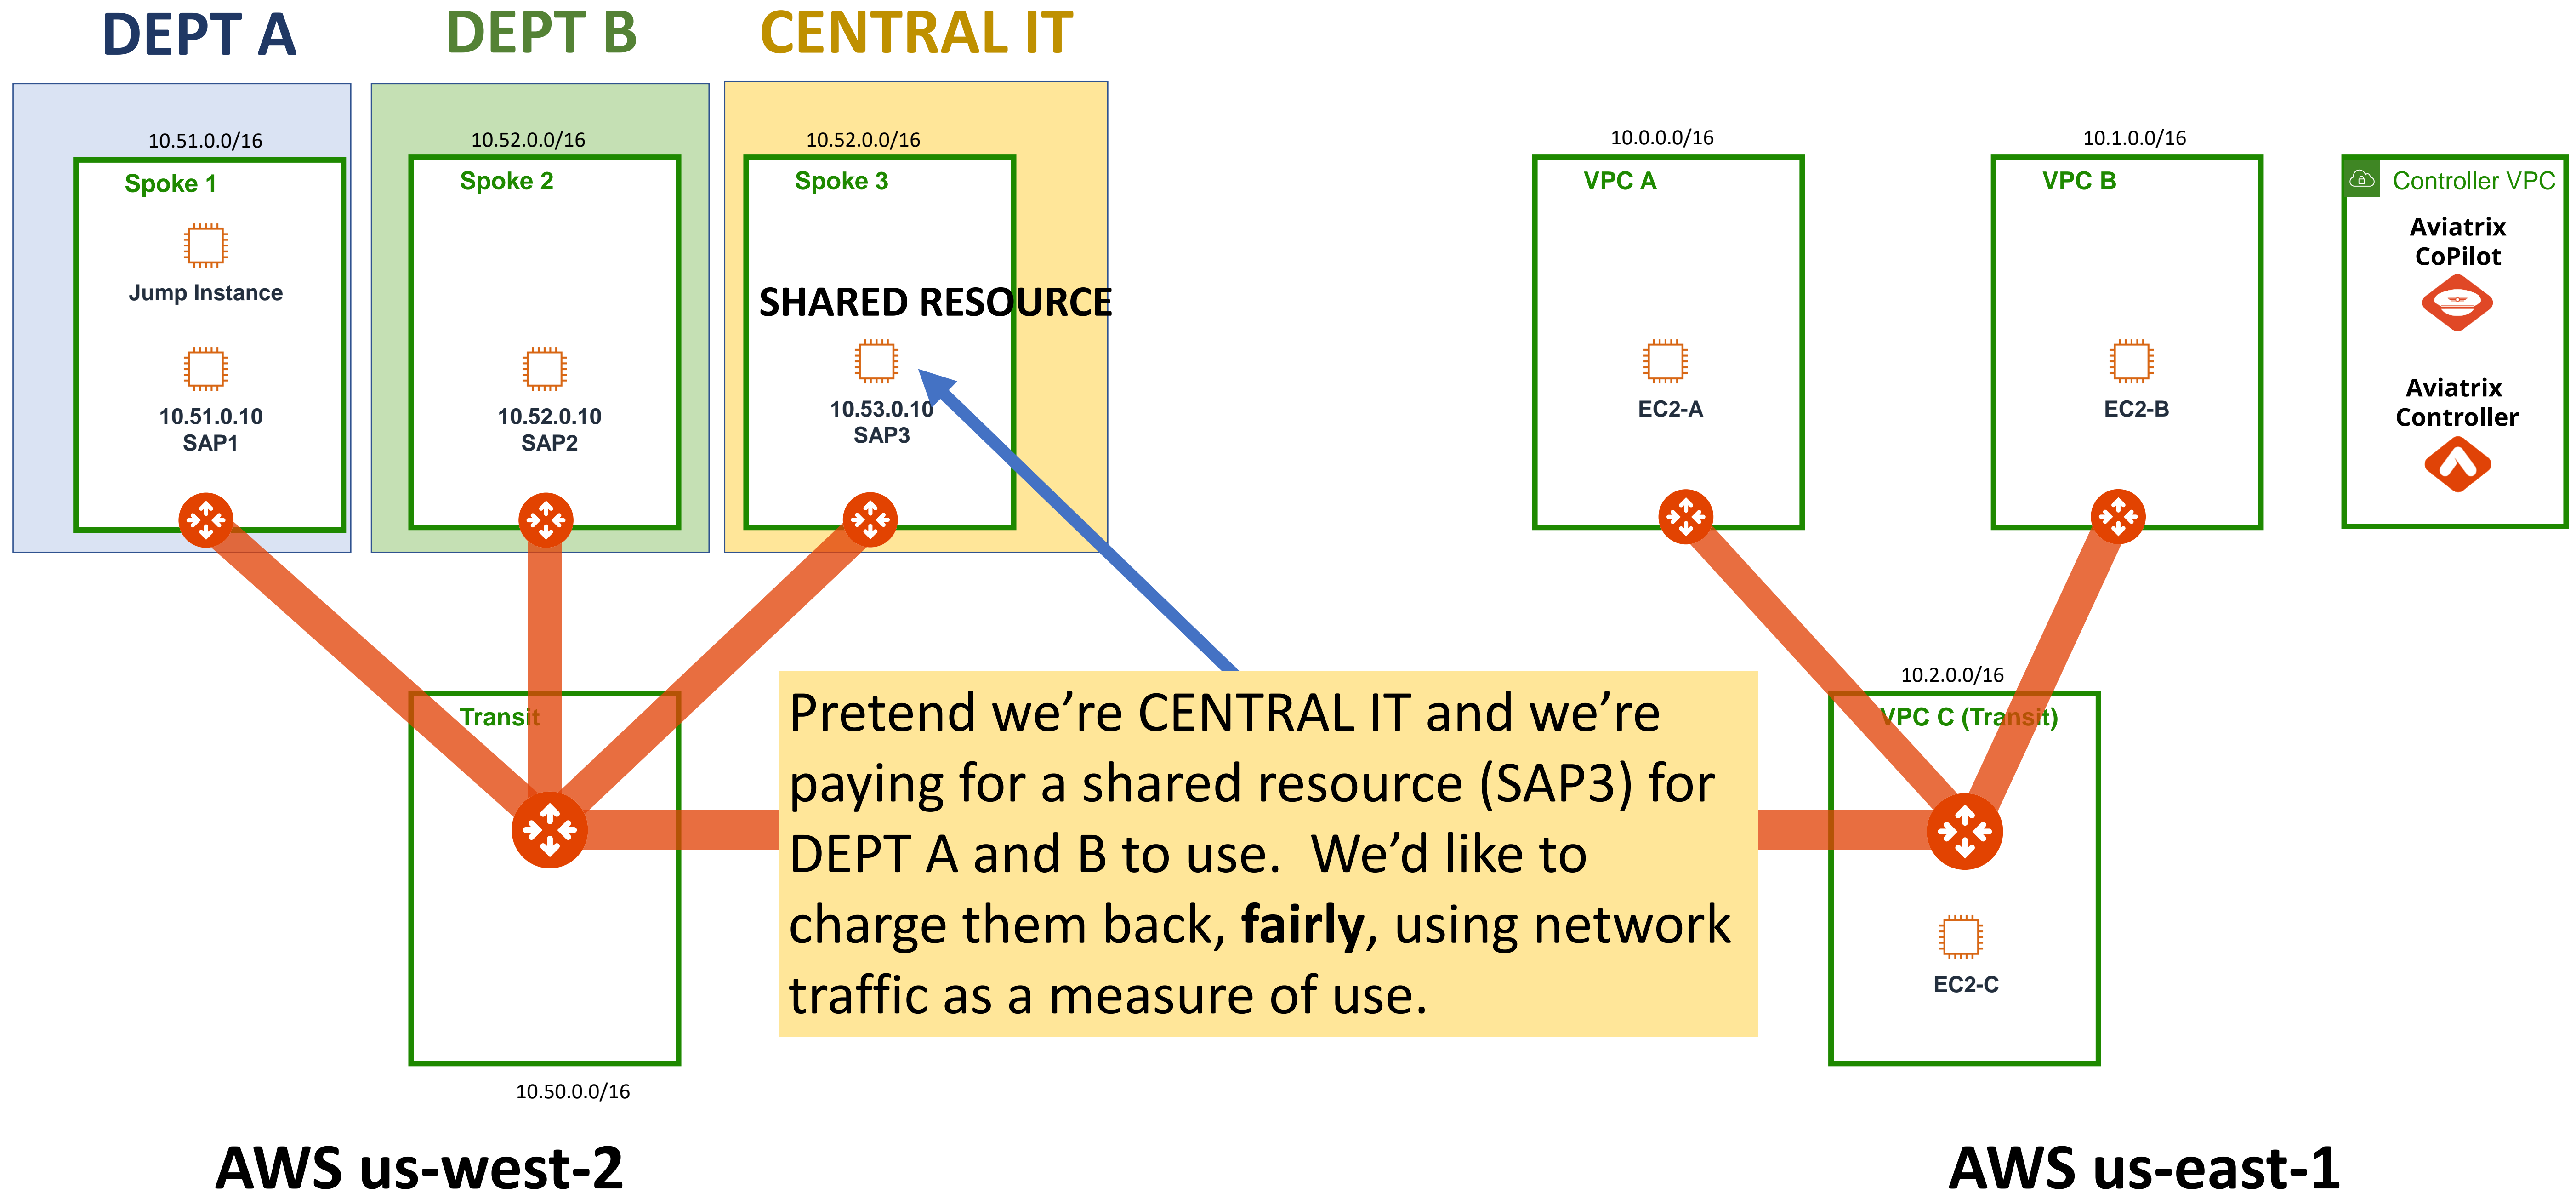 DEPT A
DEPT B
CENTRAL IT
10.51.0.0/16
Spoke 1
Jump Instance
10.51.0.10
SAP1
10.52.0.0/16
Spoke 2
10.52.0.10
SAP2
10.52.0.0/16
Spoke 3
SHARED RESOURCE
10.53.0.10
SAP3
10.0.0.0/16
VPC A
EC2-A
10.1.0.0/16
VPC B
EC2-B
Controller VPC
Aviatrix
CoPilot
Aviatrix
Controller
Transit
10.50.0.0/16
Pretend we’re CENTRAL IT and we’re
paying for a shared resource (SAP3) for
DEPT A and B to use.  We’d like to
charge them back, fairly, using network
traffic as a measure of use.
10.2.0.0/16
VPC C (Transit)
EC2-C
AWS us-west-2
AWS us-east-1